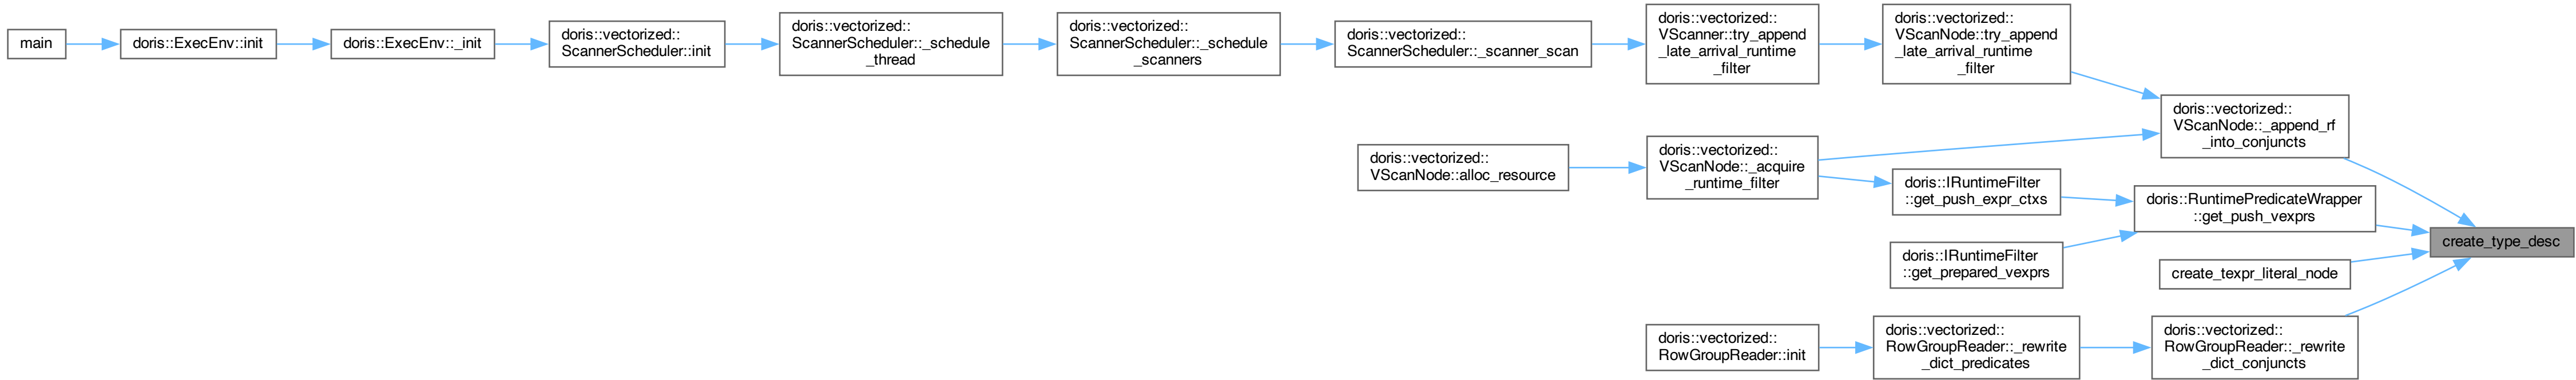 main
doris::ExecEnv::init
doris::ExecEnv::_init
doris::vectorized::
ScannerScheduler::init
doris::vectorized::
ScannerScheduler::_schedule
_thread
doris::vectorized::
ScannerScheduler::_schedule
_scanners
doris::vectorized::
ScannerScheduler::_scanner_scan
doris::vectorized::
VScanner::try_append
_late_arrival_runtime
_filter
doris::vectorized::
VScanNode::try_append
_late_arrival_runtime
_filter
doris::vectorized::
VScanNode::_append_rf
_into_conjuncts
doris::vectorized::
VScanNode::alloc_resource
doris::vectorized::
VScanNode::_acquire
_runtime_filter
doris::IRuntimeFilter
::get_push_expr_ctxs
doris::RuntimePredicateWrapper
::get_push_vexprs
create_type_desc
doris::IRuntimeFilter
::get_prepared_vexprs
create_texpr_literal_node
doris::vectorized::
RowGroupReader::init
doris::vectorized::
RowGroupReader::_rewrite
_dict_predicates
doris::vectorized::
RowGroupReader::_rewrite
_dict_conjuncts